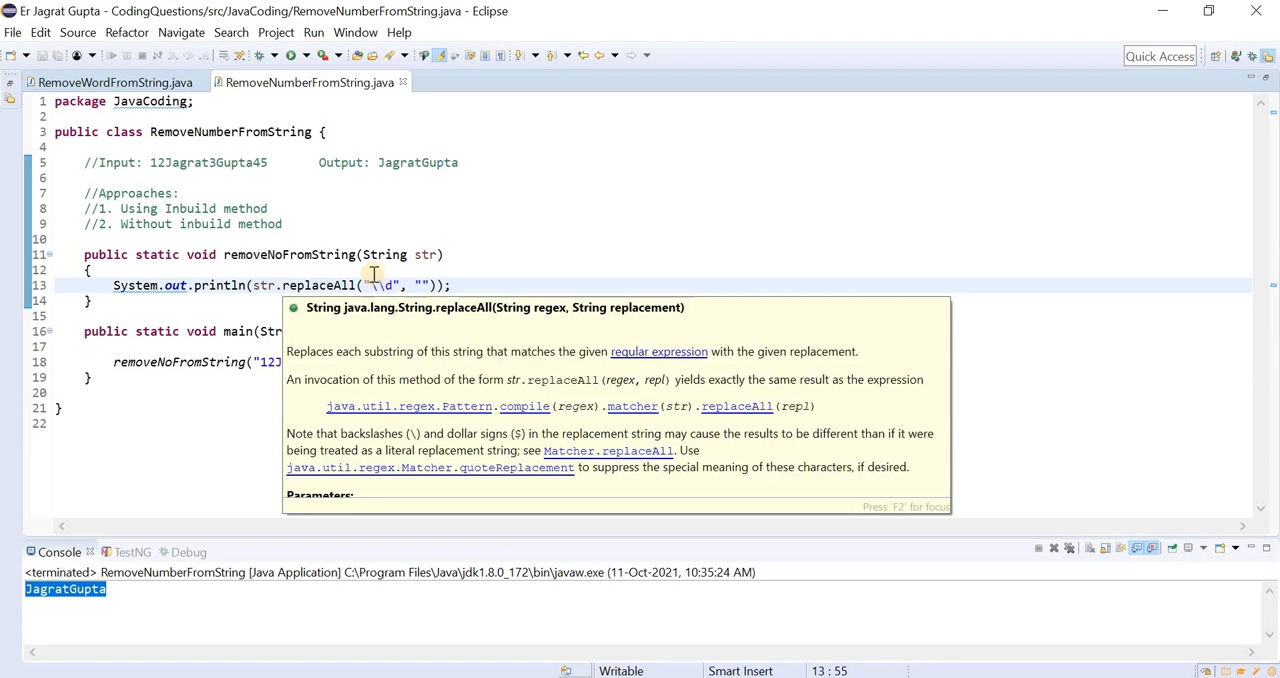 Er Jagrat Gupta - CodingQuestions/src/JavaCoding/RemoveNumberFromString.java - Eclipse
File Edit Source Refactor Navigate Search Project Run Window Help
Quick Access
RemoveWordFromString.java RemoveNumberFromString.java
1 package JavaCoding;
2
3 public class RemoveNumberFromString {
4
5 //Input: 12Jagrat3Gupta45 Output: JagratGupta
6
7 //Approaches:
8 //1. Using Inbuild method
9 //2. Without inbuild method
10
11 public static void removeNoFromString(String str)
12 {
13 System.out.println(str.replaceAll("\\d", ""));
14 }
15
16 public static void main(Str
17
18 removeNoFromString("12J
19 }
20
21 }
22
String java.lang.String.replaceAll(String regex, String replacement)
Replaces each substring of this string that matches the given regular expression with the given replacement.
An invocation of this method of the form str.replaceAll(regex, repl) yields exactly the same result as the expression
java.util.regex.Pattern.compile(regex).matcher(str).replaceAll(repl)
Note that backslashes (\) and dollar signs ($) in the replacement string may cause the results to be different than if it were
being treated as a literal replacement string; see Matcher.replaceAll. Use
java.util.regex.Matcher.quoteReplacement to suppress the special meaning of these characters, if desired.
Parameters:
Press 'F2' for focus
Console TestNG Debug
<terminated> RemoveNumberFromString [Java Application] C:\Program Files\Java\jdk1.8.0_172\bin\javaw.exe (11-Oct-2021, 10:35:24 AM)
JagratGupta
Writable Smart Insert 13 : 55